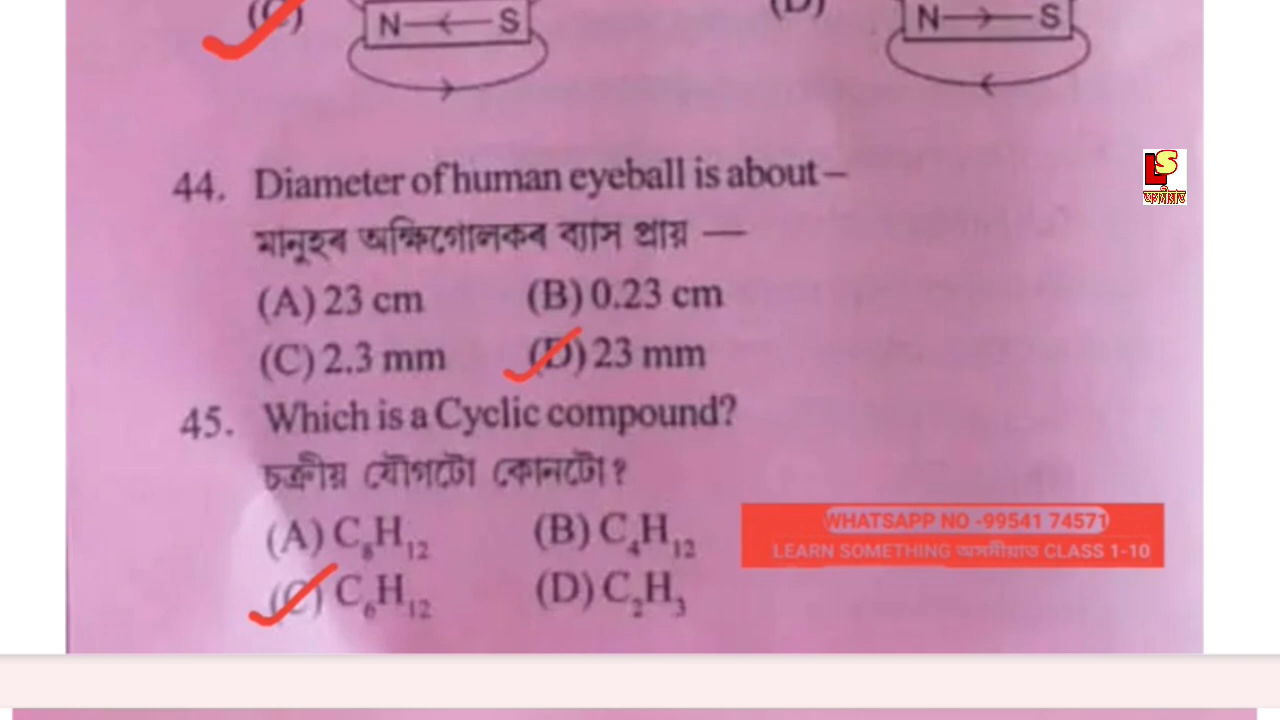 (C) N S (D) N S
44. Diameter of human eyeball is about –
মানুহৰ অক্ষিগোলকৰ ব্যাস প্ৰায় —
(A) 23 cm (B) 0.23 cm
(C) 2.3 mm (D) 23 mm
45. Which is a Cyclic compound?
চক্ৰীয় যৌগটো কোনটো?
(A) C₈H₁₂ (B) C₄H₁₂
(C) C₆H₁₂ (D) C₂H₃
LS
WHATSAPP NO -99541 74571
LEARN SOMETHING অসমীয়াত CLASS 1-10